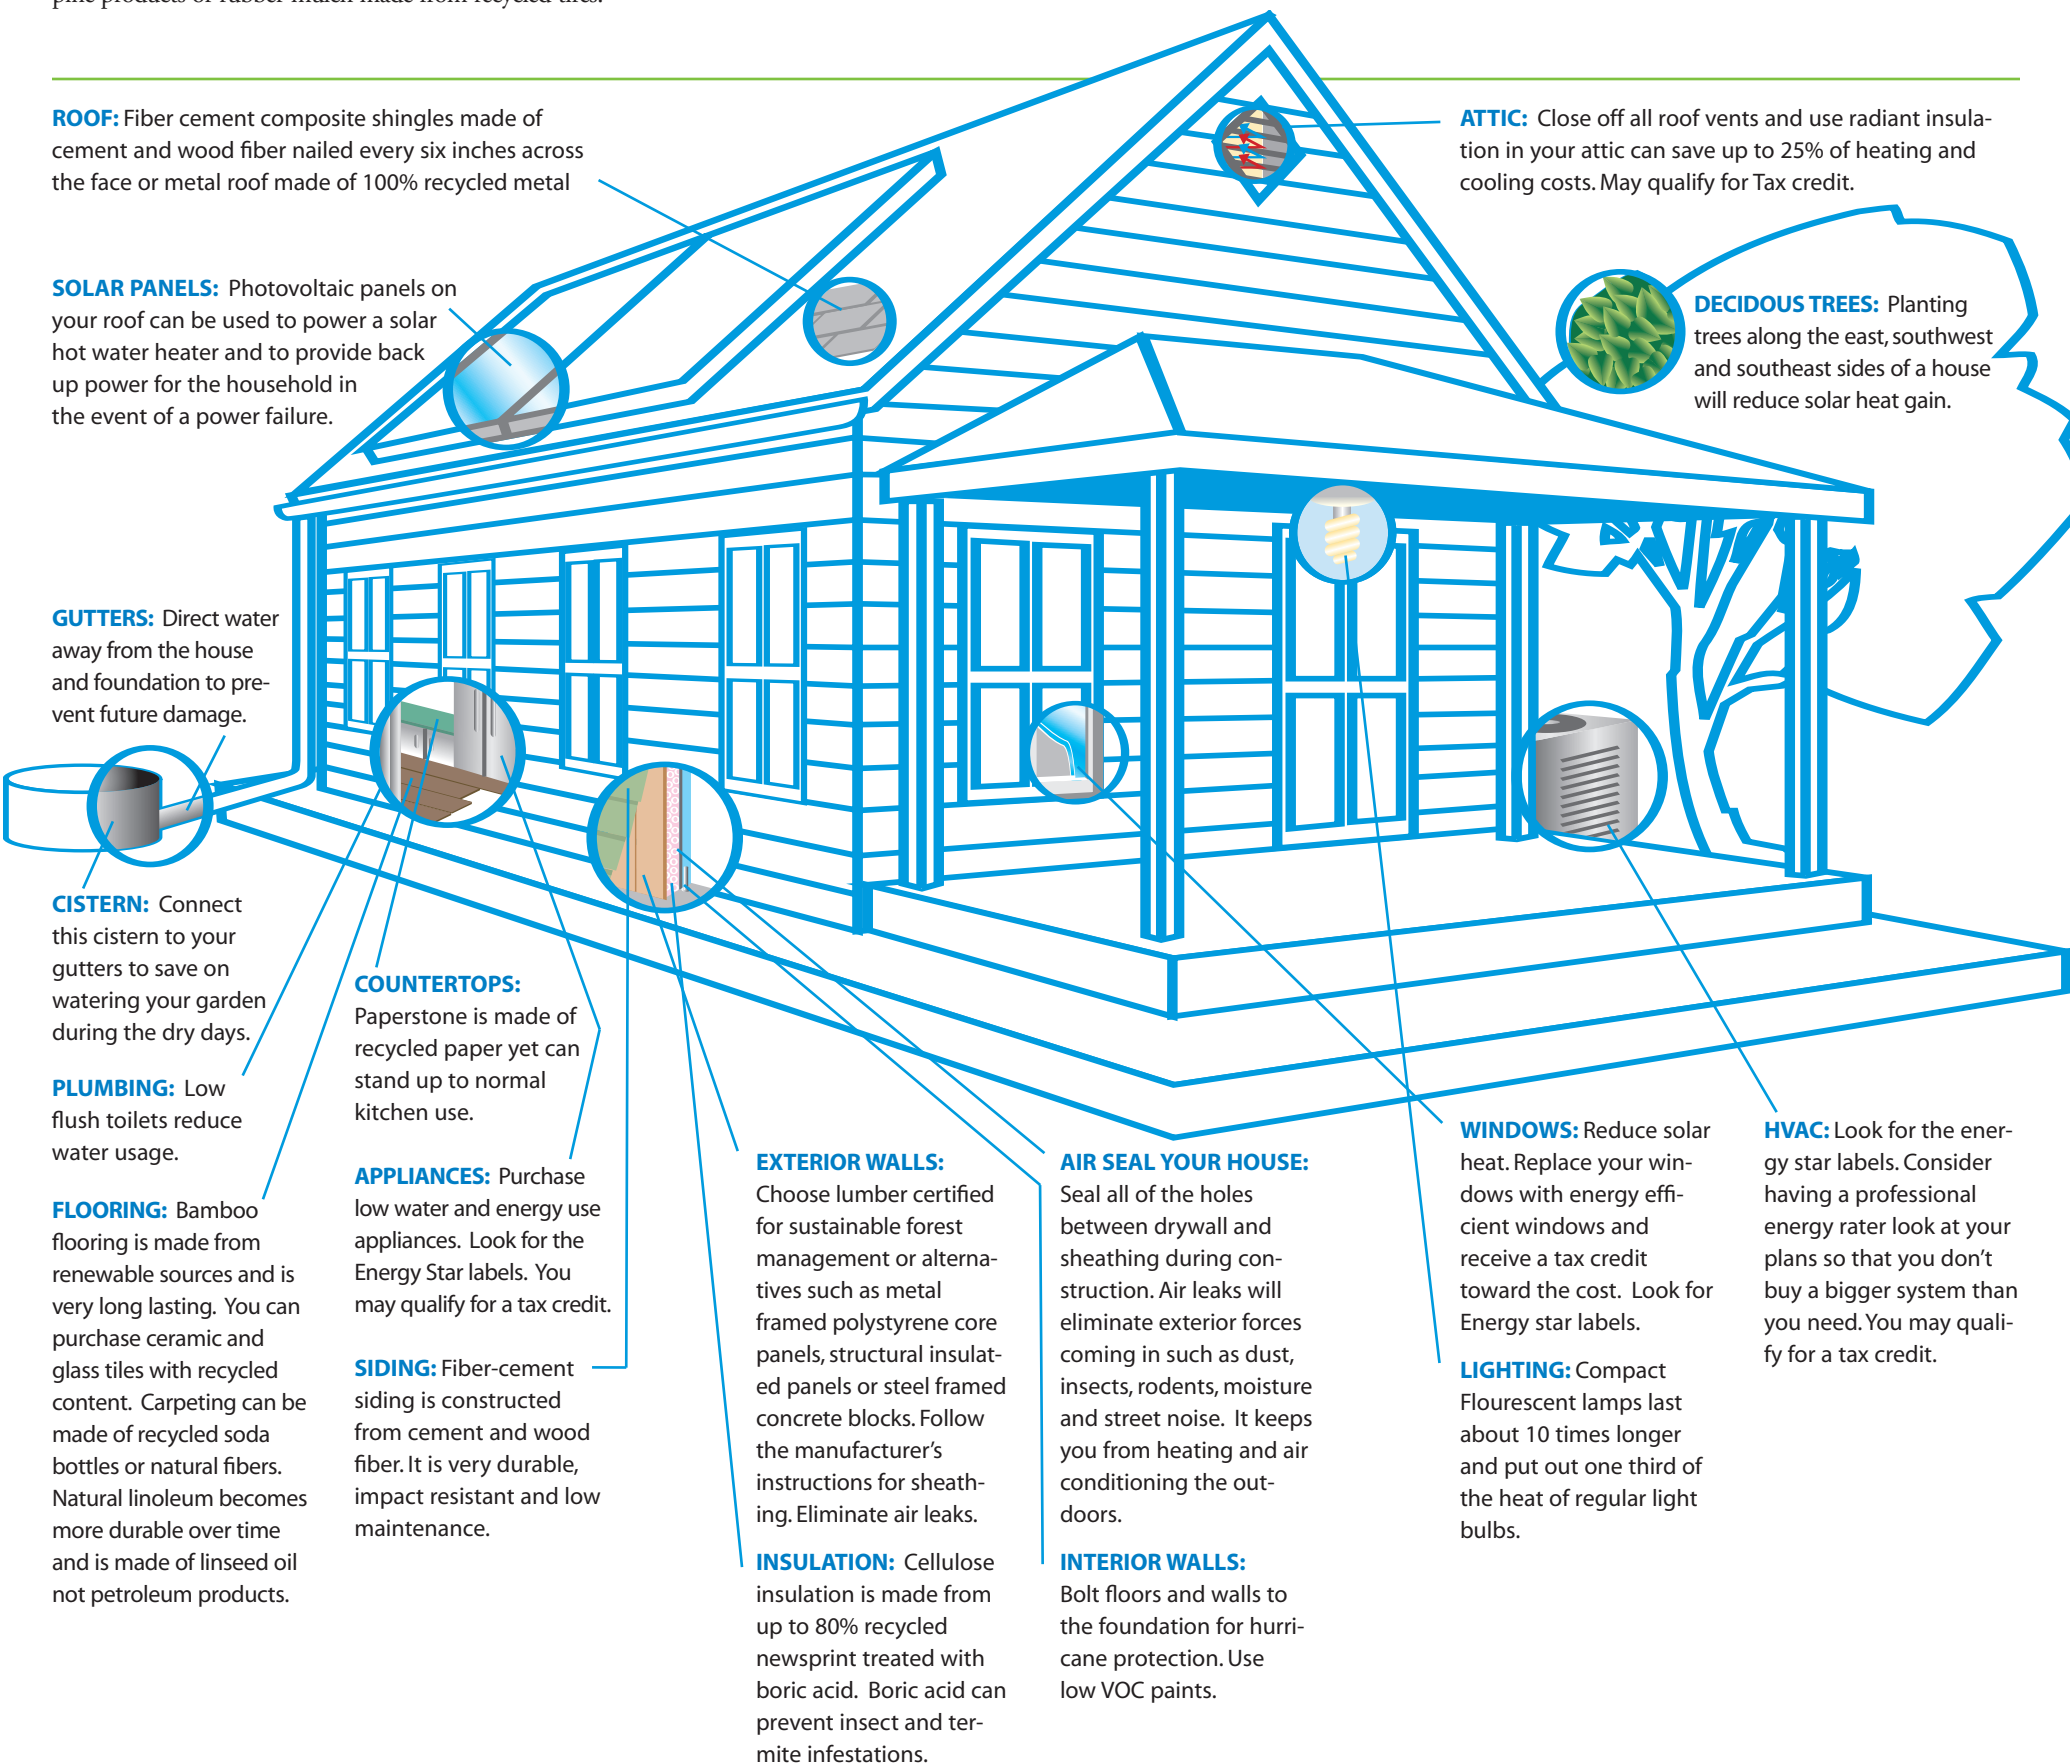 ROOF: Fiber cement composite shingles made of
cement and wood fiber nailed every six inches across
the face or metal roof made of 100% recycled metal
SOLAR PANELS: Photovoltaic panels on
your roof can be used to power a solar
hot water heater and to provide back
up power for the household in
the event of a power failure.
ATTIC: Close off all roof vents and use radiant insula-
tion in your attic can save up to 25% of heating and
cooling costs. May qualify for Tax credit.
DECIDOUS TREES: Planting
trees along the east, southwest
and southeast sides of a house
will reduce solar heat gain.
GUTTERS: Direct water
away from the house
and foundation to pre-
vent future damage.
CISTERN: Connect
this cistern to your
gutters to save on
watering your garden
during the dry days.
PLUMBING: Low
flush toilets reduce
water usage.
FLOORING: Bamboo
flooring is made from
renewable sources and is
very long lasting. You can
purchase ceramic and
glass tiles with recycled
content. Carpeting can be
made of recycled soda
bottles or natural fibers.
Natural linoleum becomes
more durable over time
and is made of linseed oil
not petroleum products.
COUNTERTOPS:
Paperstone is made of
recycled paper yet can
stand up to normal
kitchen use.
APPLIANCES: Purchase
low water and energy use
appliances. Look for the
Energy Star labels. You
may qualify for a tax credit.
SIDING: Fiber-cement
siding is constructed
from cement and wood
fiber. It is very durable,
impact resistant and low
maintenance.
EXTERIOR WALLS:
Choose lumber certified
for sustainable forest
management or alterna-
tives such as metal
framed polystyrene core
panels, structural insulat-
ed panels or steel framed
concrete blocks. Follow
the manufacturer's
instructions for sheath-
ing. Eliminate air leaks.
INSULATION: Cellulose
insulation is made from
up to 80% recycled
newsprint treated with
boric acid. Boric acid can
prevent insect and ter-
mite infestations.
AIR SEAL YOUR HOUSE:
Seal all of the holes
between drywall and
sheathing during con-
struction. Air leaks will
eliminate exterior forces
coming in such as dust,
insects, rodents, moisture
and street noise. It keeps
you from heating and air
conditioning the out-
doors.
INTERIOR WALLS:
Bolt floors and walls to
the foundation for hurri-
cane protection. Use
low VOC paints.
WINDOWS: Reduce solar
heat. Replace your win-
dows with energy effi-
cient windows and
receive a tax credit
toward the cost. Look for
Energy star labels.
LIGHTING: Compact
Flourescent lamps last
about 10 times longer
and put out one third of
the heat of regular light
bulbs.
HVAC: Look for the ener-
gy star labels. Consider
having a professional
energy rater look at your
plans so that you don't
buy a bigger system than
you need. You may quali-
fy for a tax credit.